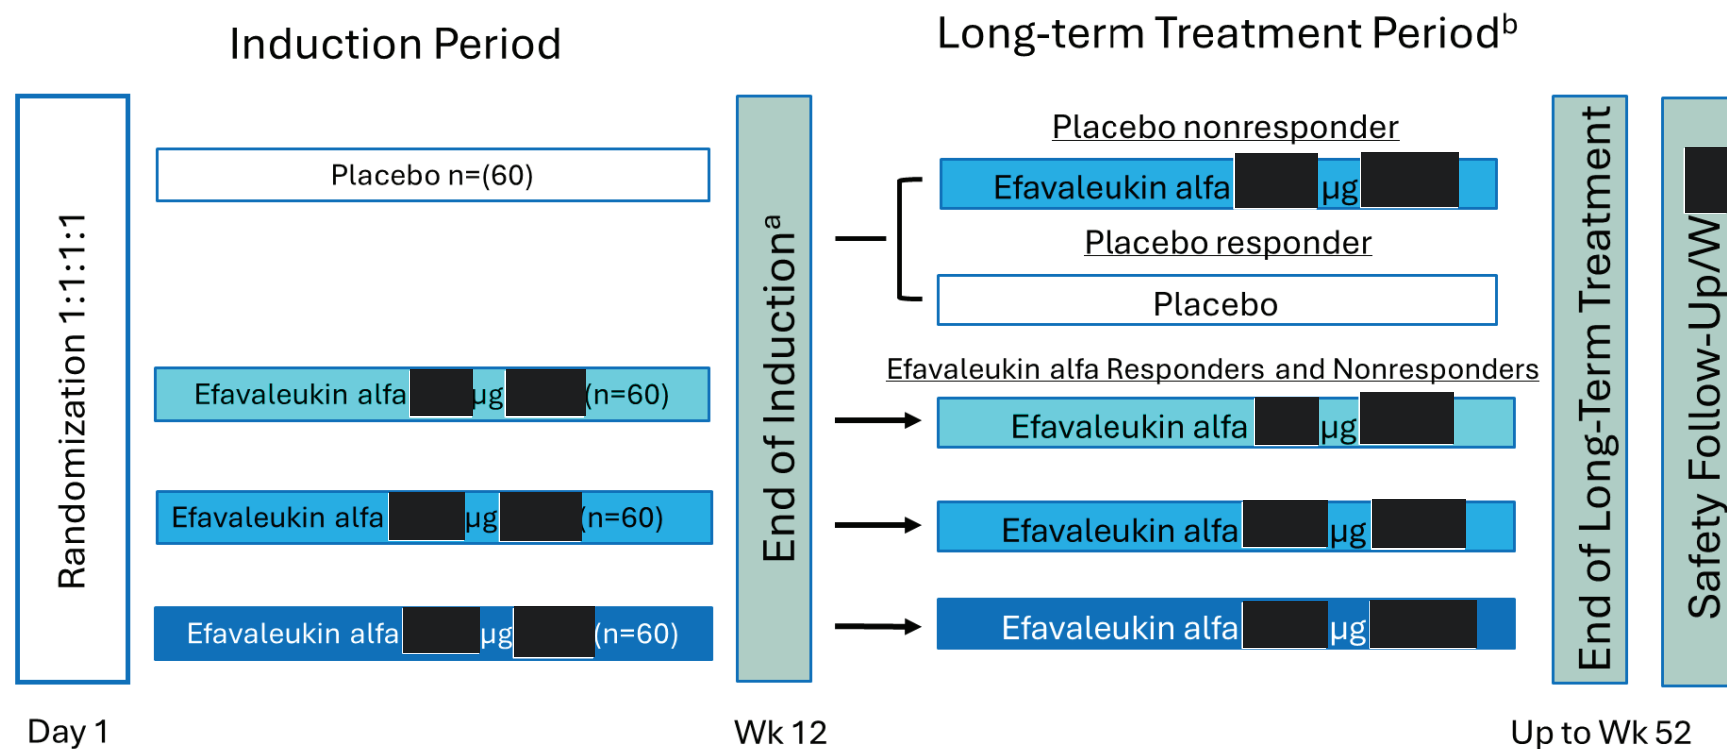 Induction Period
Long-term Treatment Periodᵇ
Randomization 1:1:1:1
Placebo n=(60)
Efavaleukin alfa µg (n=60)
Efavaleukin alfa µg (n=60)
Efavaleukin alfa µg (n=60)
End of Inductionᵃ
Placebo nonresponder
Efavaleukin alfa µg
Placebo responder
Placebo
Efavaleukin alfa Responders and Nonresponders
Efavaleukin alfa µg
Efavaleukin alfa µg
Efavaleukin alfa µg
End of Long-Term Treatment
Safety Follow-Up/W
Day 1
Wk 12
Up to Wk 52